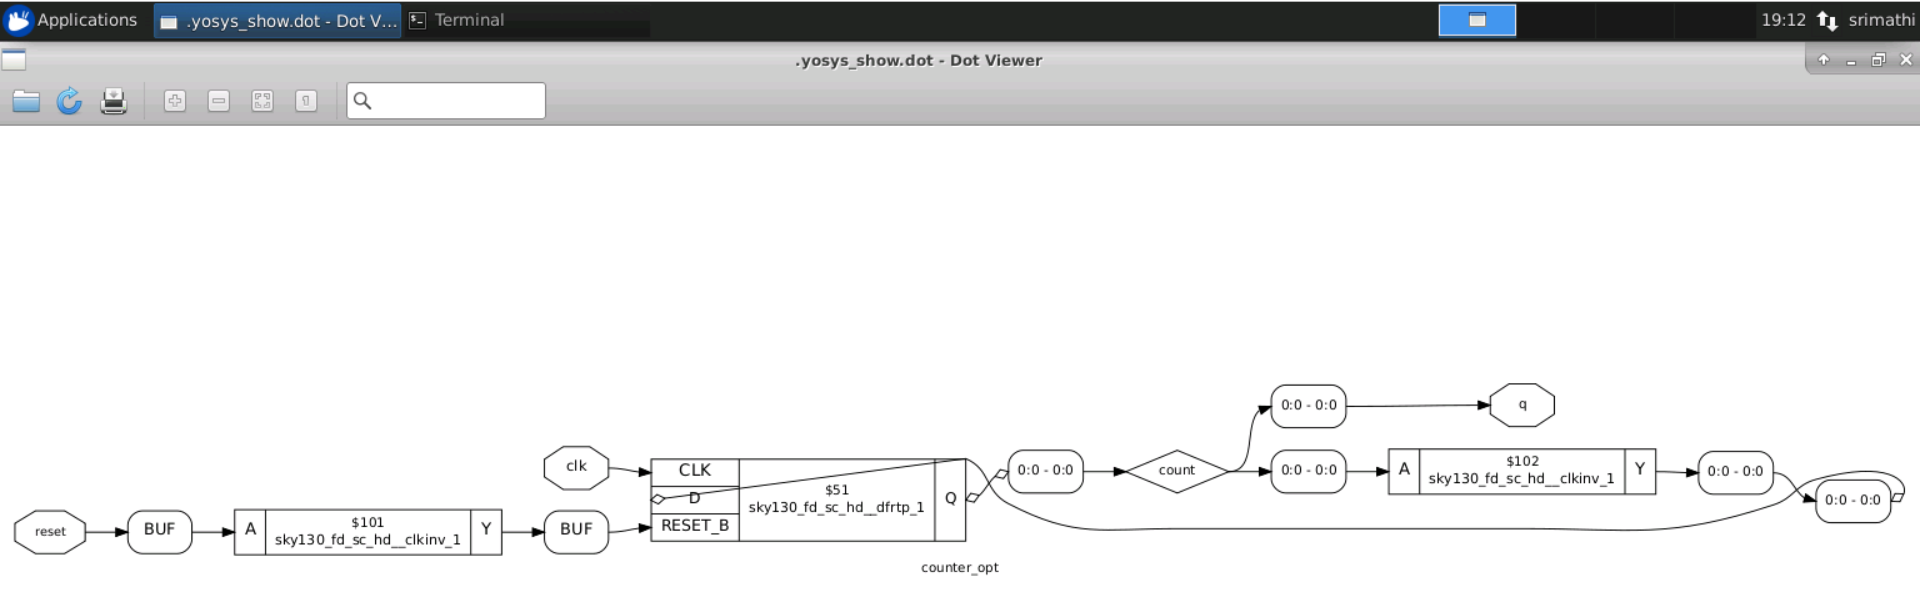 Applications
.yosys_show.dot - Dot V...
Terminal
19:12
srimathi
.yosys_show.dot - Dot Viewer
0:0 - 0:0
q
clk
CLK
D
RESET_B
$51
sky130_fd_sc_hd__dfrtp_1
Q
0:0 - 0:0
count
0:0 - 0:0
A
$102
sky130_fd_sc_hd__clkinv_1
Y
0:0 - 0:0
0:0 - 0:0
reset
BUF
A
$101
sky130_fd_sc_hd__clkinv_1
Y
BUF
counter_opt